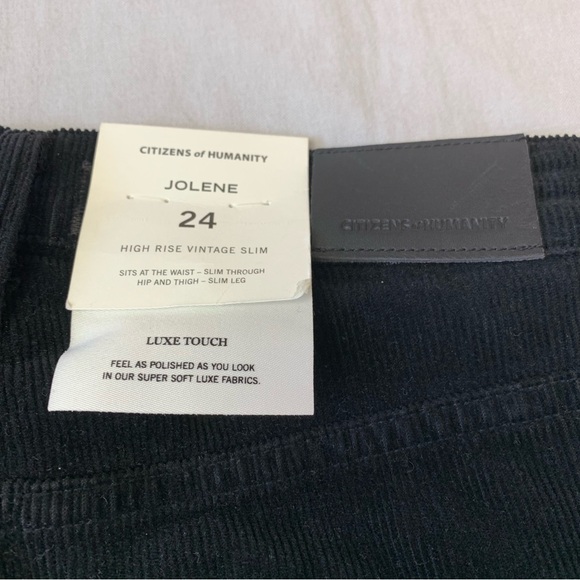 CITIZENS of HUMANITY
JOLENE
24
HIGH RISE VINTAGE SLIM
SITS AT THE WAIST – SLIM THROUGH
HIP AND THIGH – SLIM LEG
LUXE TOUCH
FEEL AS POLISHED AS YOU LOOK
IN OUR SUPER SOFT LUXE FABRICS.
CITIZENS of HUMANITY